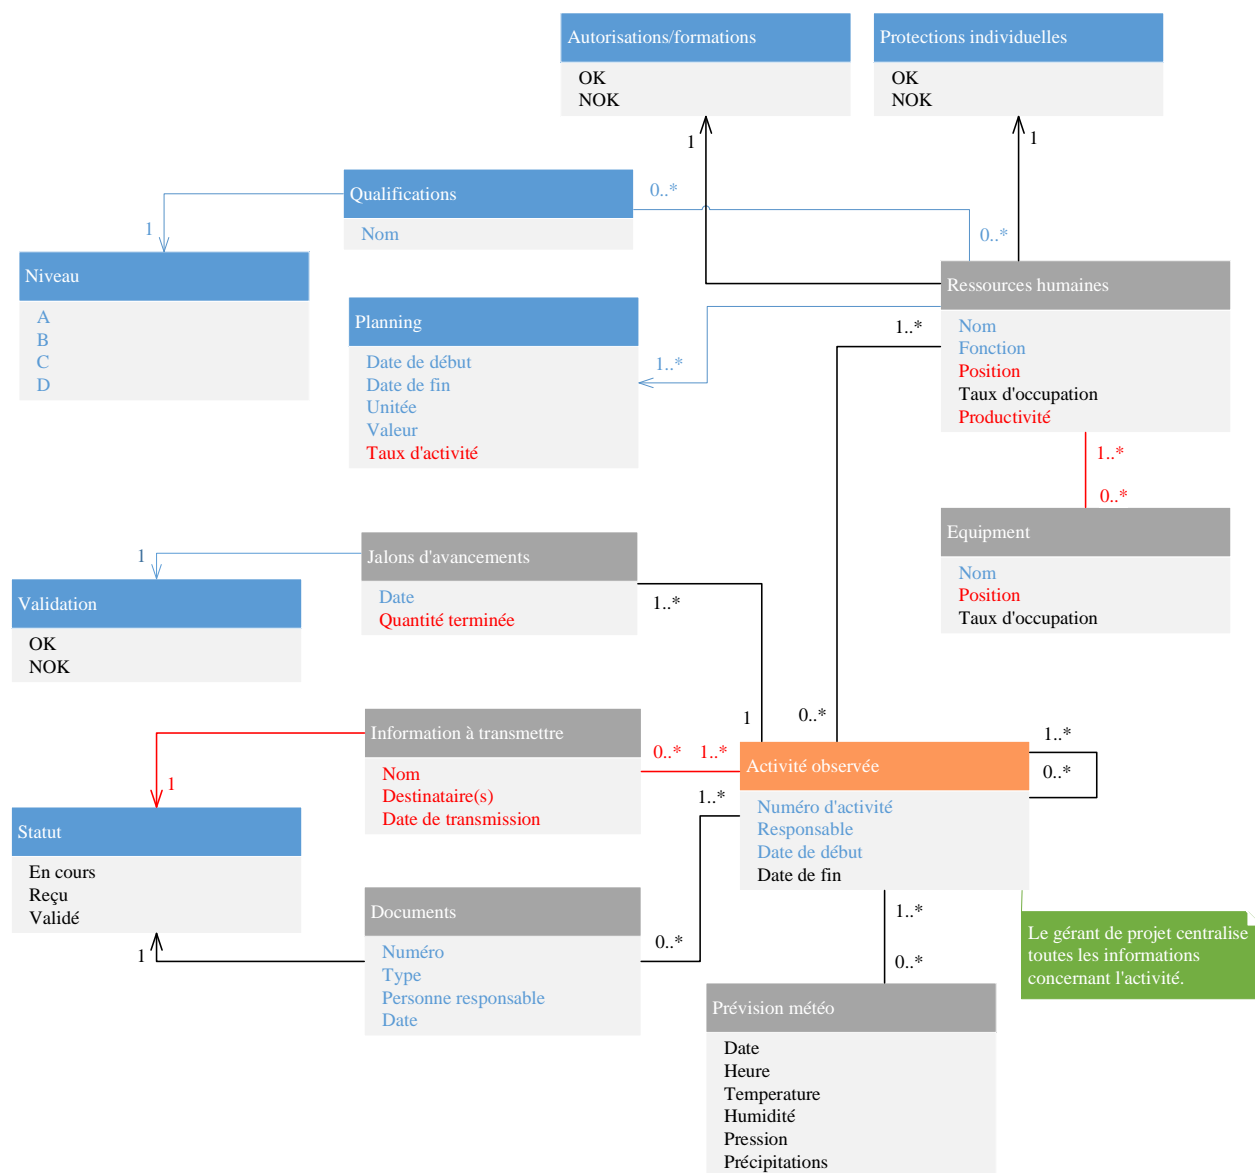 Autorisations/formations
OK
NOK
Protections individuelles
OK
NOK
1
1
Qualifications
Nom
0..*
0..*
1
Niveau
A
B
C
D
Planning
Date de début
Date de fin
Unitée
Valeur
Taux d'activité
1..*
Ressources humaines
Nom
Fonction
Position
Taux d'occupation
Productivité
1..*
1..*
0..*
Equipment
Nom
Position
Taux d'occupation
Jalons d'avancements
Date
Quantité terminée
1
1..*
Validation
OK
NOK
1
0..*
Information à transmettre
Nom
Destinataire(s)
Date de transmission
0..*
1..*
1
Activité observée
Numéro d'activité
Responsable
Date de début
Date de fin
1..*
0..*
1..*
Statut
En cours
Reçu
Validé
1
Documents
Numéro
Type
Personne responsable
Date
0..*
1..*
0..*
Le gérant de projet centralise
toutes les informations
concernant l'activité.
Prévision météo
Date
Heure
Temperature
Humidité
Pression
Précipitations